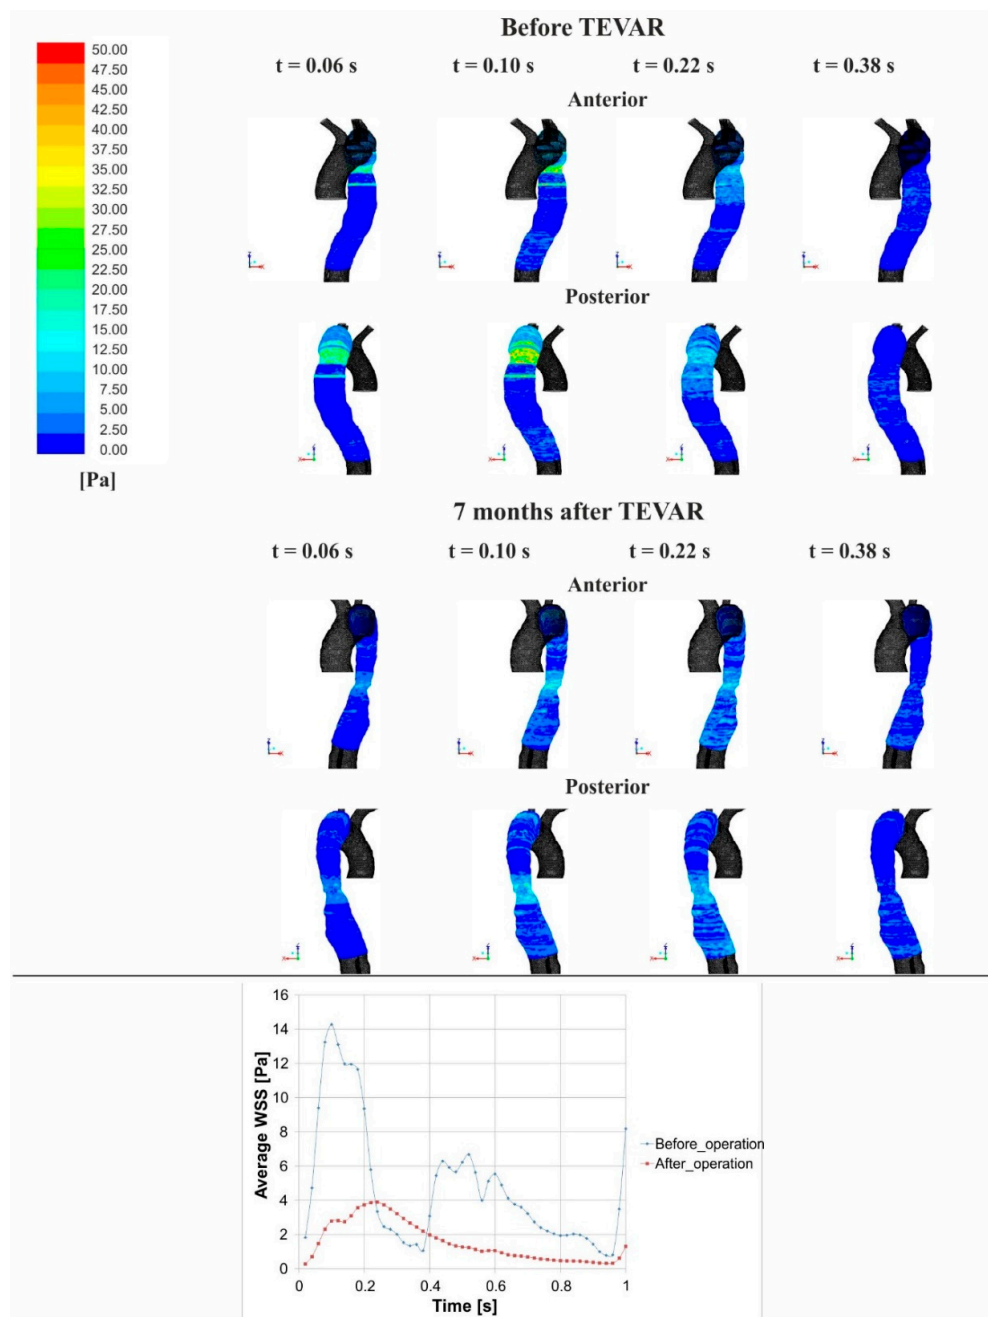 Before TEVAR
t = 0.06 s t = 0.10 s t = 0.22 s t = 0.38 s
Anterior
Posterior
50.00
47.50
45.00
42.50
40.00
37.50
35.00
32.50
30.00
27.50
25.00
22.50
20.00
17.50
15.00
12.50
10.00
7.50
5.00
2.50
0.00
[Pa]
7 months after TEVAR
t = 0.06 s t = 0.10 s t = 0.22 s t = 0.38 s
Anterior
Posterior
16
14
12
10
8
6
4
2
0
Average WSS [Pa]
0 0.2 0.4 0.6 0.8 1
Time [s]
Before_operation
After_operation